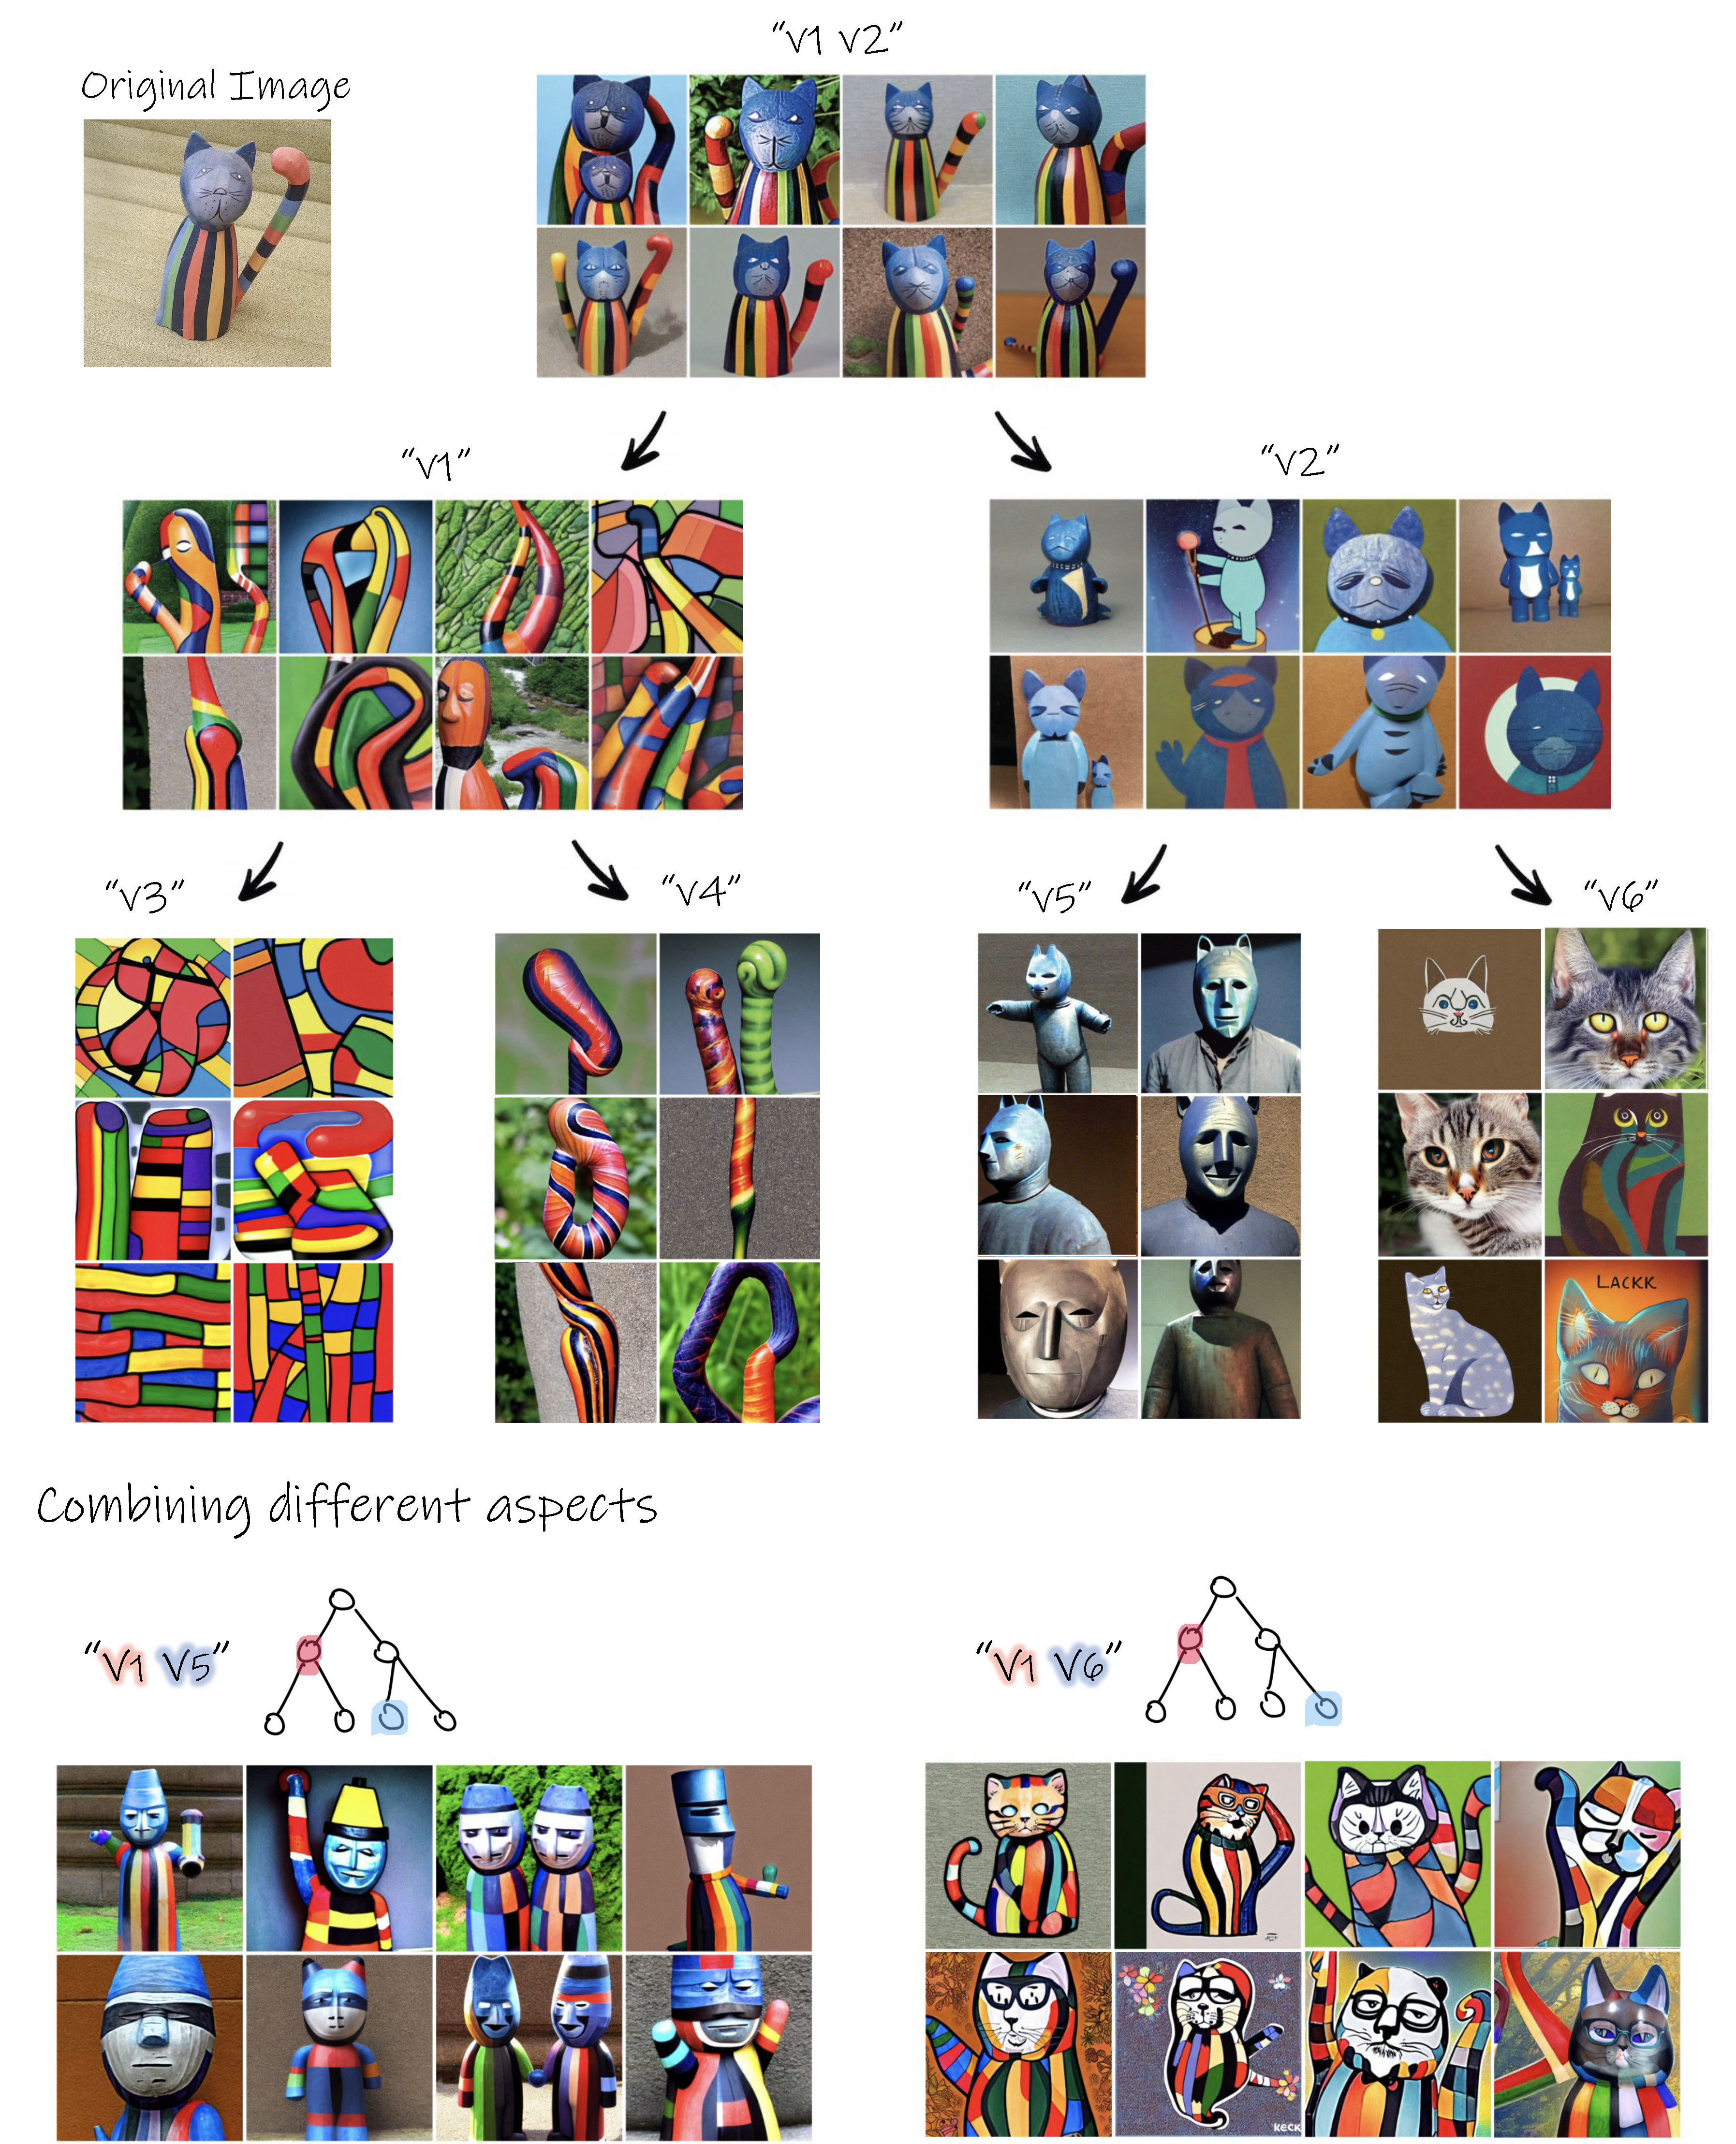 "v1 v2"
Original Image
"v1"
"v2"
"v3"
"v4"
"v5"
"v6"
LACKK
Combining different aspects
"V1 V5"
"V1 V6"
KECK